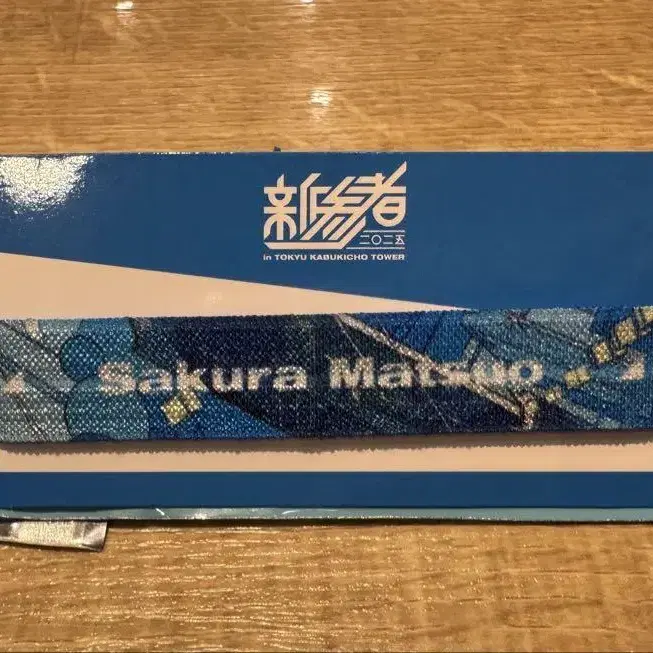 新参者
二〇二五
in TOKYU KABUKICHO TOWER
Sakura Matsuo